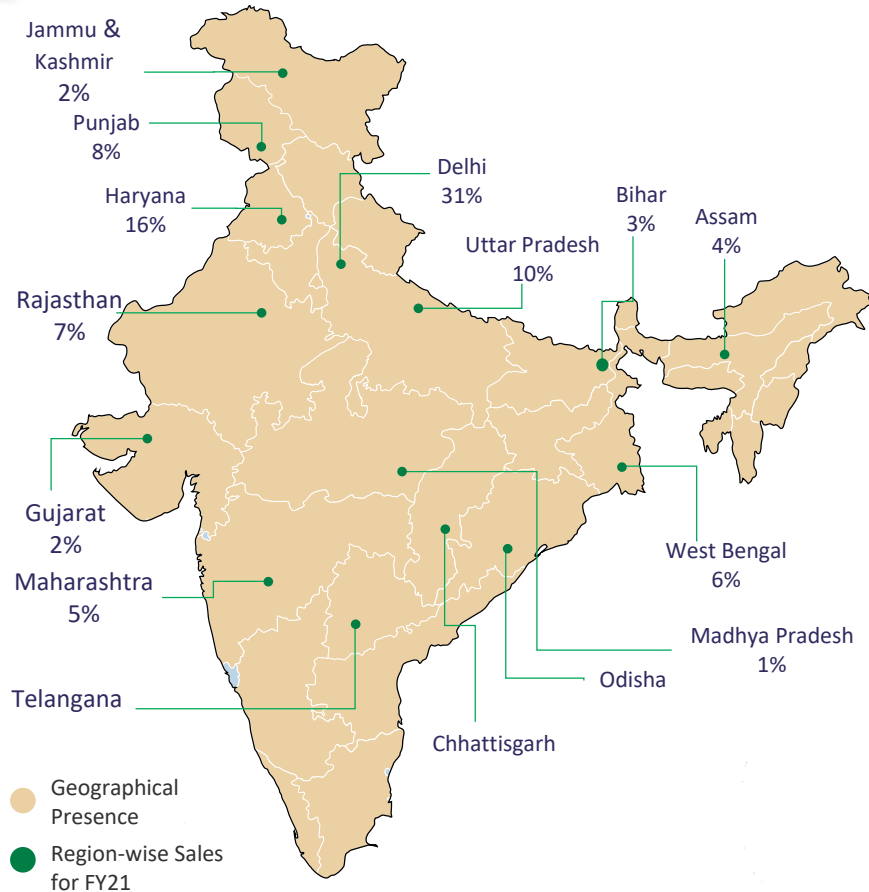 Jammu &
Kashmir
2%
Punjab
8%
Haryana
16%
Delhi
31%
Uttar Pradesh
10%
Bihar
3%
Assam
4%
Rajasthan
7%
Gujarat
2%
Maharashtra
5%
Telangana
West Bengal
6%
Madhya Pradesh
1%
Odisha
Chhattisgarh
Geographical
Presence
Region-wise Sales
for FY21